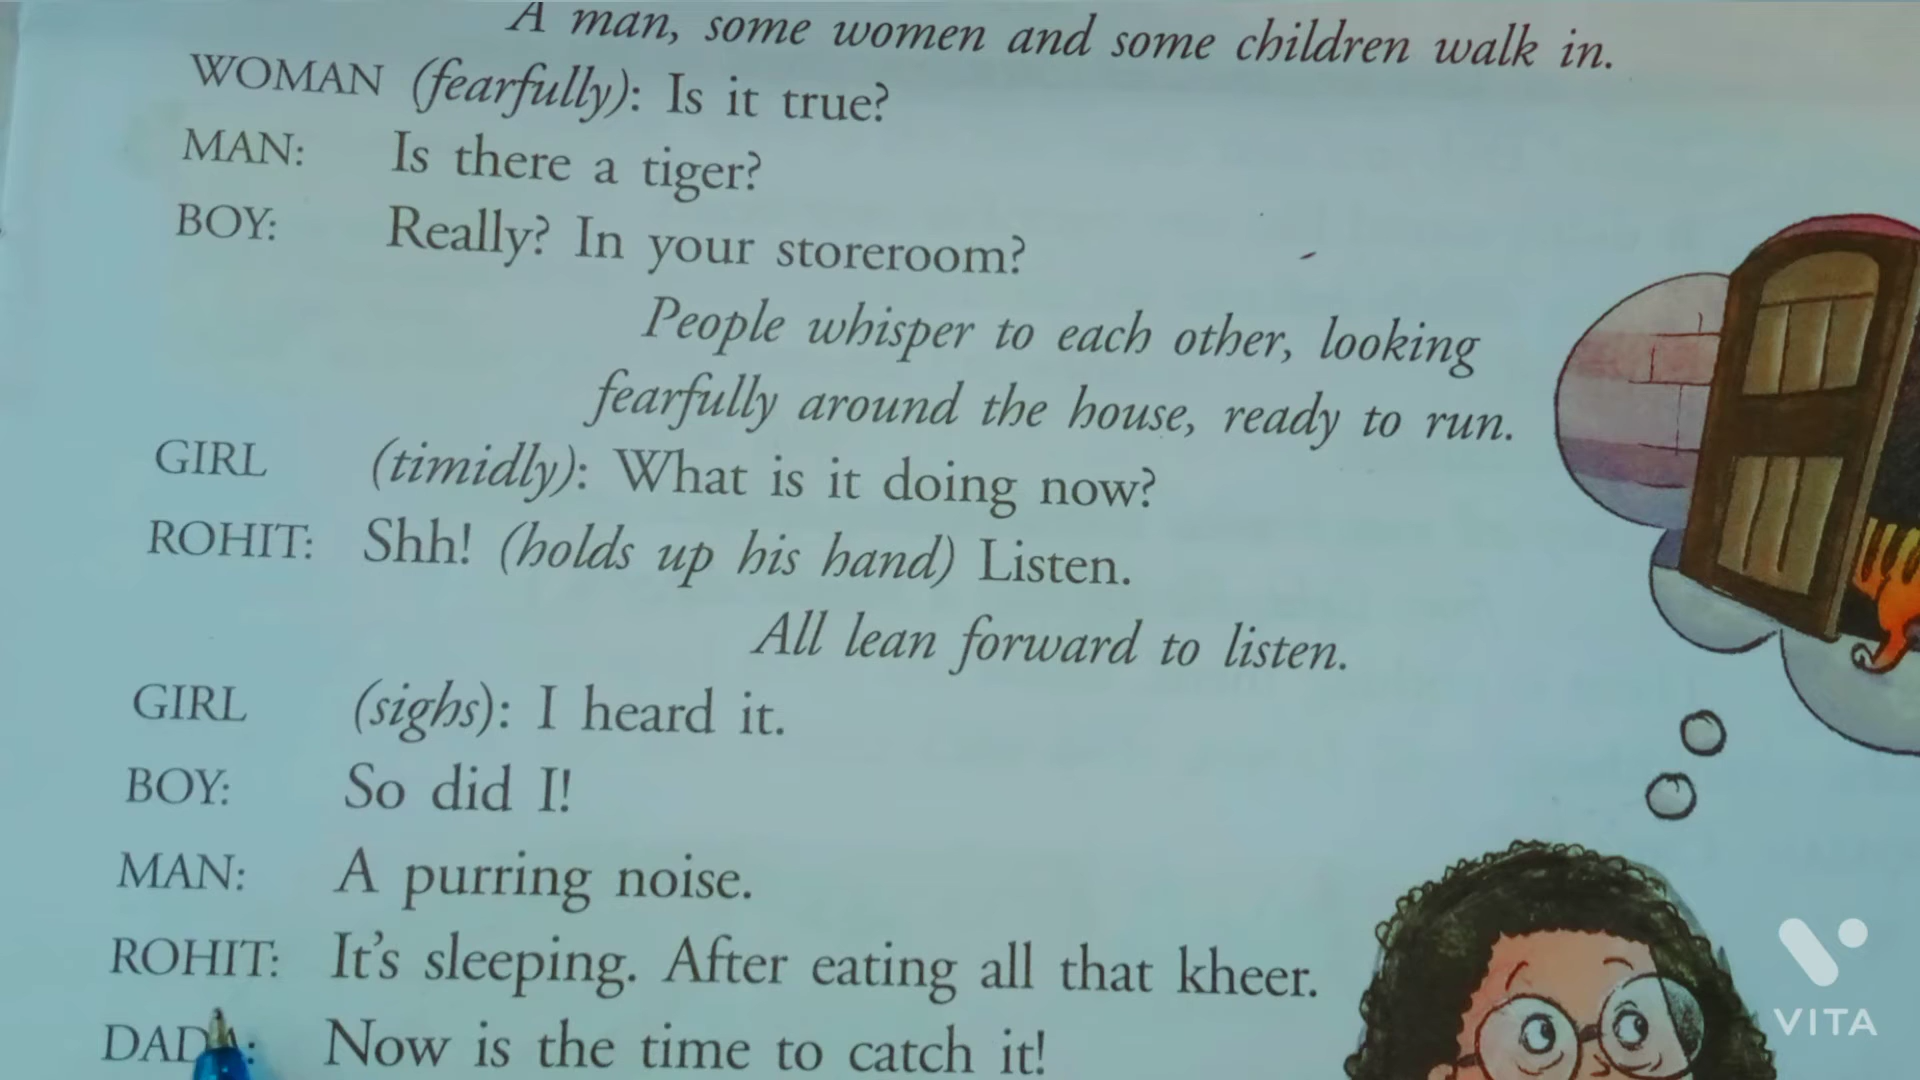 A man, some women and some children walk in.
WOMAN (fearfully): Is it true?
MAN: Is there a tiger?
BOY: Really? In your storeroom?
People whisper to each other, looking
fearfully around the house, ready to run.
GIRL (timidly): What is it doing now?
ROHIT: Shh! (holds up his hand) Listen.
All lean forward to listen.
GIRL (sighs): I heard it.
BOY: So did I!
MAN: A purring noise.
ROHIT: It's sleeping. After eating all that kheer.
DADA: Now is the time to catch it!
VITA